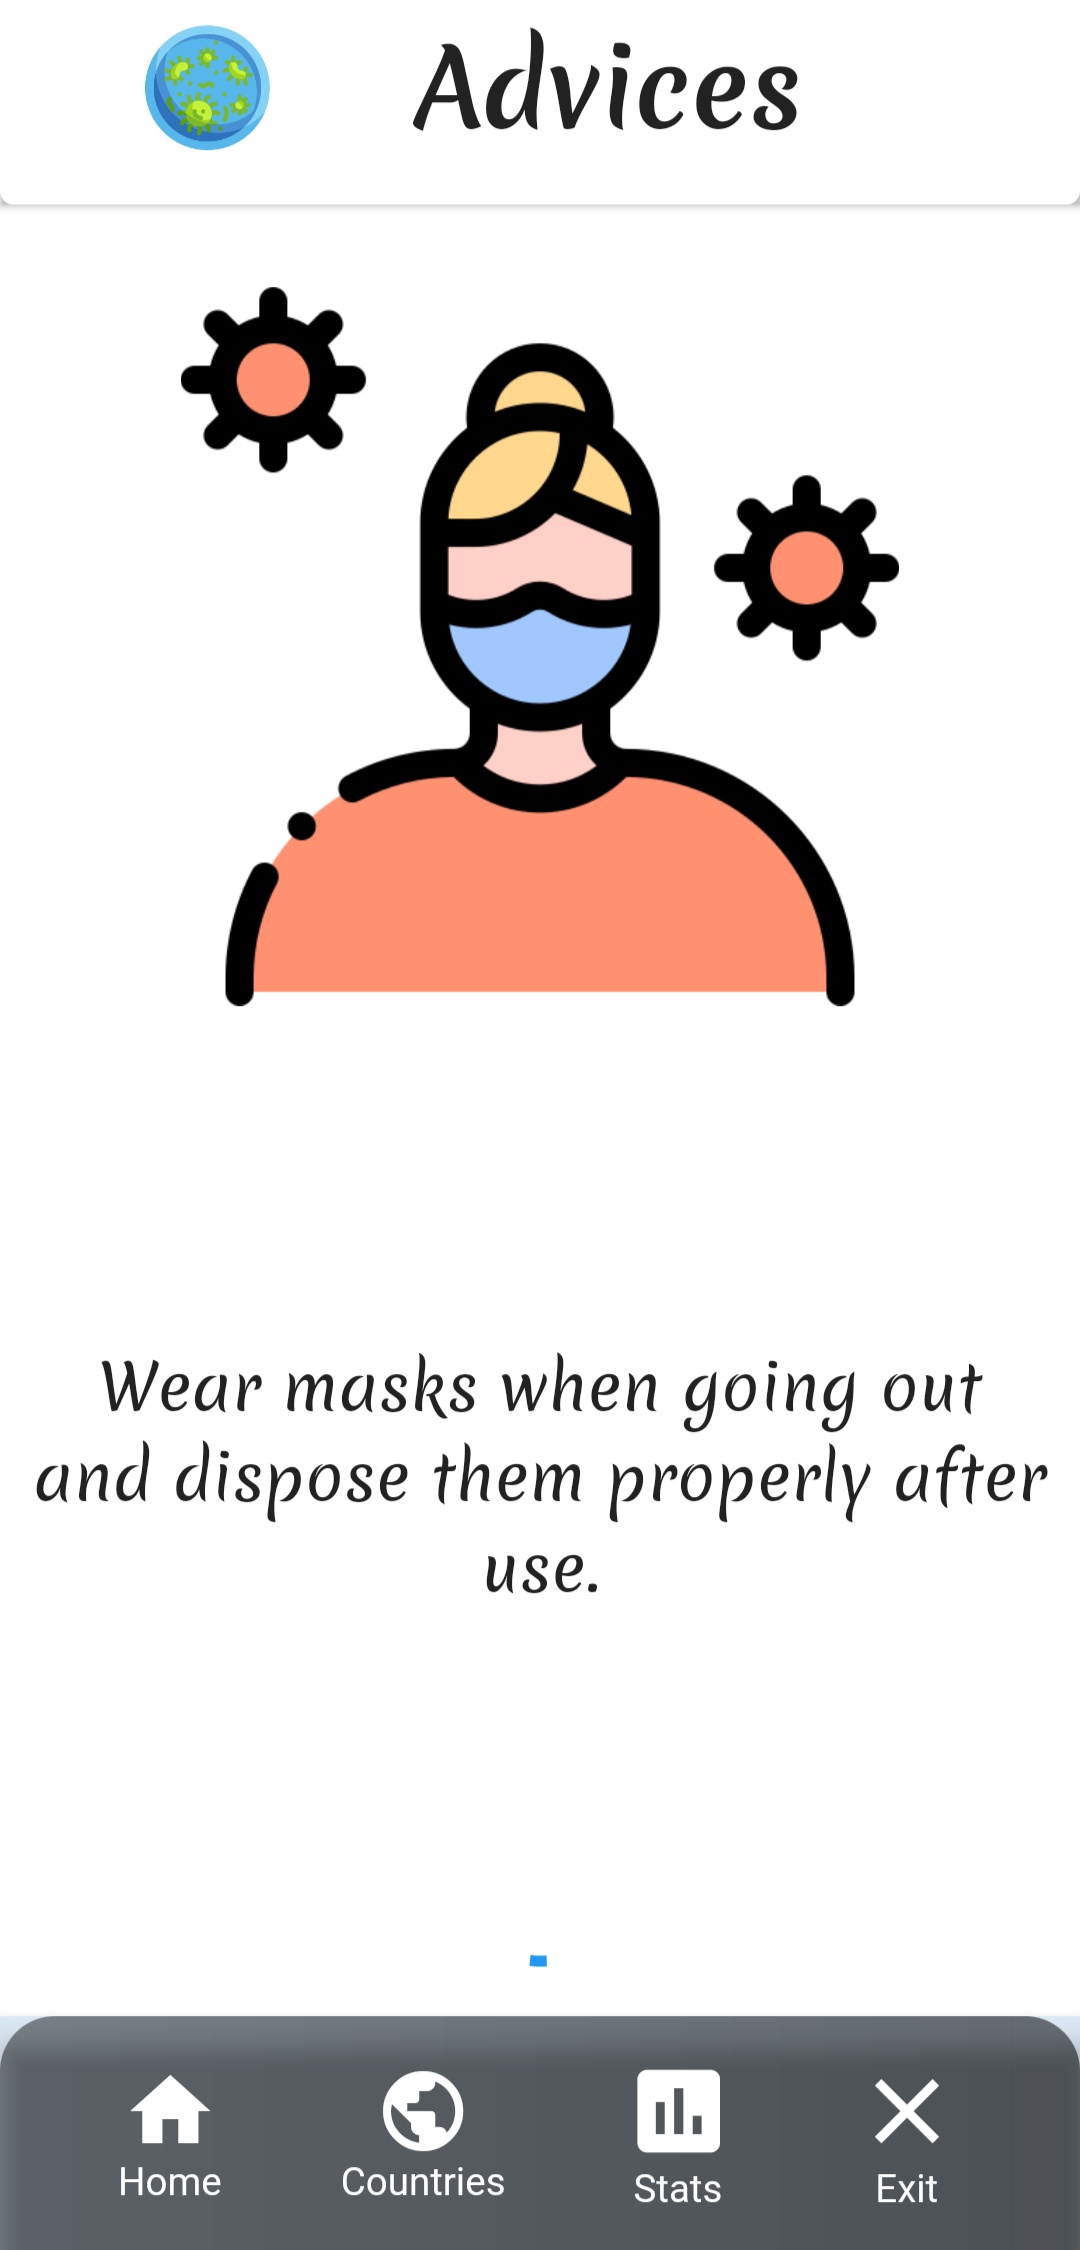 Advices
Wear masks when going out
and dispose them properly after
use.
Home
Countries
Stats
Exit